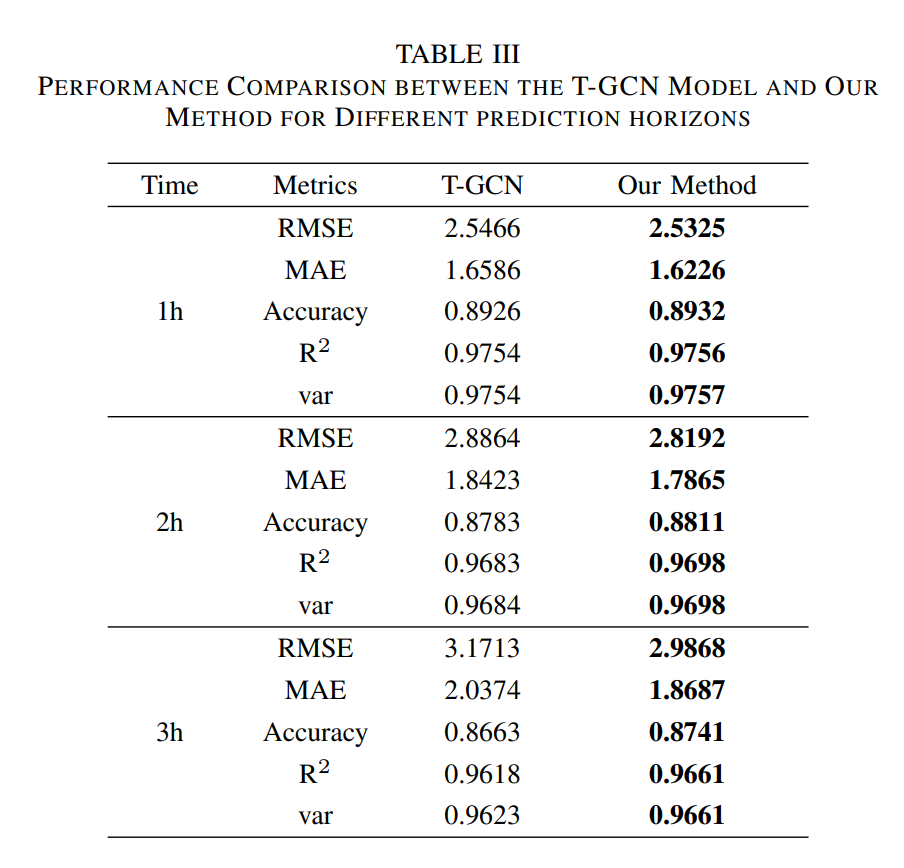 TABLE III
PERFORMANCE COMPARISON BETWEEN THE T-GCN MODEL AND OUR
METHOD FOR DIFFERENT PREDICTION HORIZONS
Time Metrics T-GCN Our Method
RMSE 2.5466 2.5325
MAE 1.6586 1.6226
1h Accuracy 0.8926 0.8932
R² 0.9754 0.9756
var 0.9754 0.9757
RMSE 2.8864 2.8192
MAE 1.8423 1.7865
2h Accuracy 0.8783 0.8811
R² 0.9683 0.9698
var 0.9684 0.9698
RMSE 3.1713 2.9868
MAE 2.0374 1.8687
3h Accuracy 0.8663 0.8741
R² 0.9618 0.9661
var 0.9623 0.9661